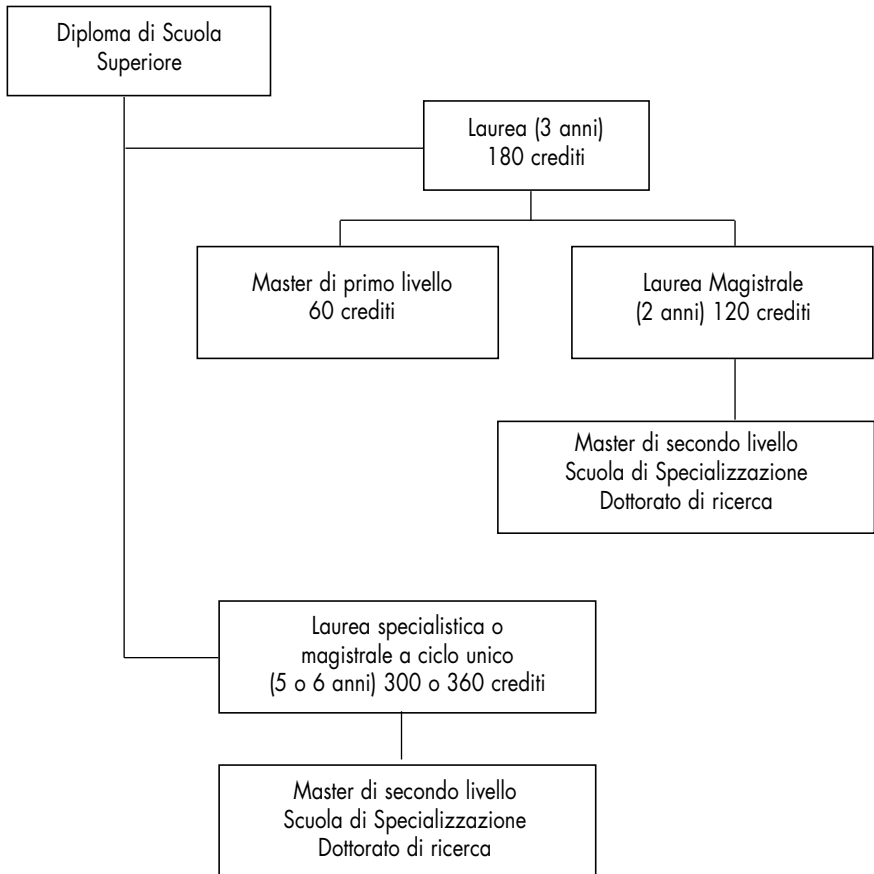 Diploma di Scuola
Superiore
Laurea (3 anni)
180 crediti
Master di primo livello
60 crediti
Laurea Magistrale
(2 anni) 120 crediti
Master di secondo livello
Scuola di Specializzazione
Dottorato di ricerca
Laurea specialistica o
magistrale a ciclo unico
(5 o 6 anni) 300 o 360 crediti
Master di secondo livello
Scuola di Specializzazione
Dottorato di ricerca